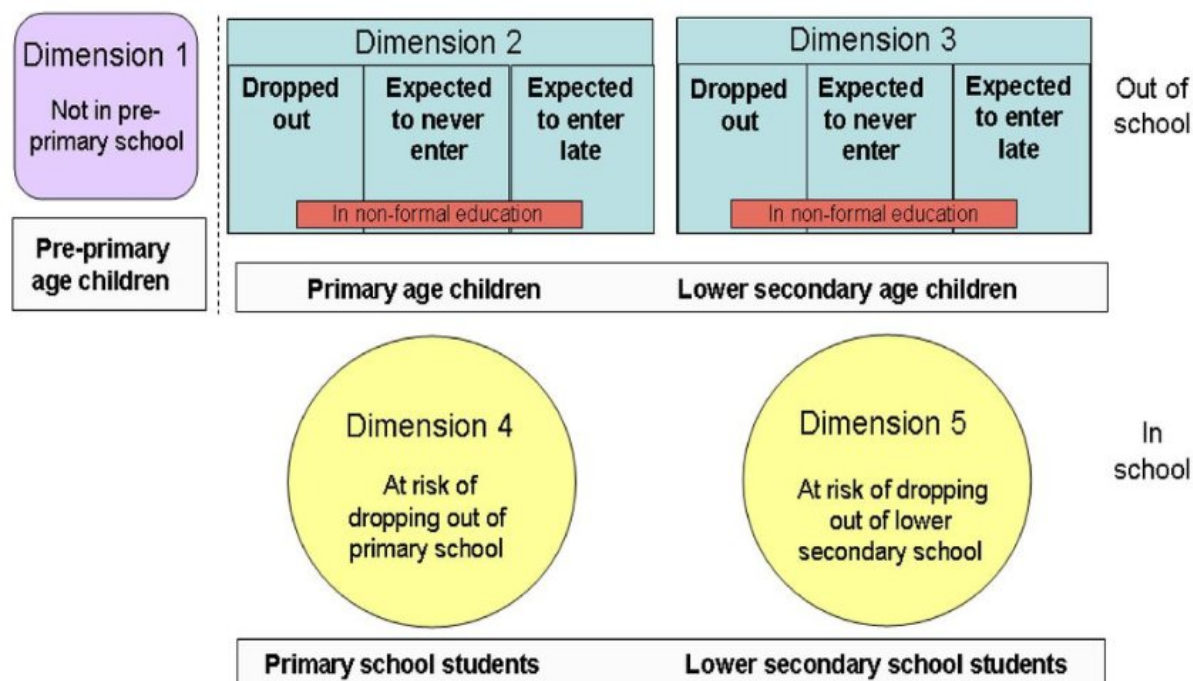 Dimension 1
Not in pre-
primary school
Pre-primary
age children
Dimension 2
Dropped
out
Expected
to never
enter
Expected
to enter
late
In non-formal education
Dimension 3
Dropped
out
Expected
to never
enter
Expected
to enter
late
In non-formal education
Out of
school
Primary age children
Lower secondary age children
Dimension 4
At risk of
dropping out of
primary school
Dimension 5
At risk of dropping
out of lower
secondary school
In
school
Primary school students
Lower secondary school students